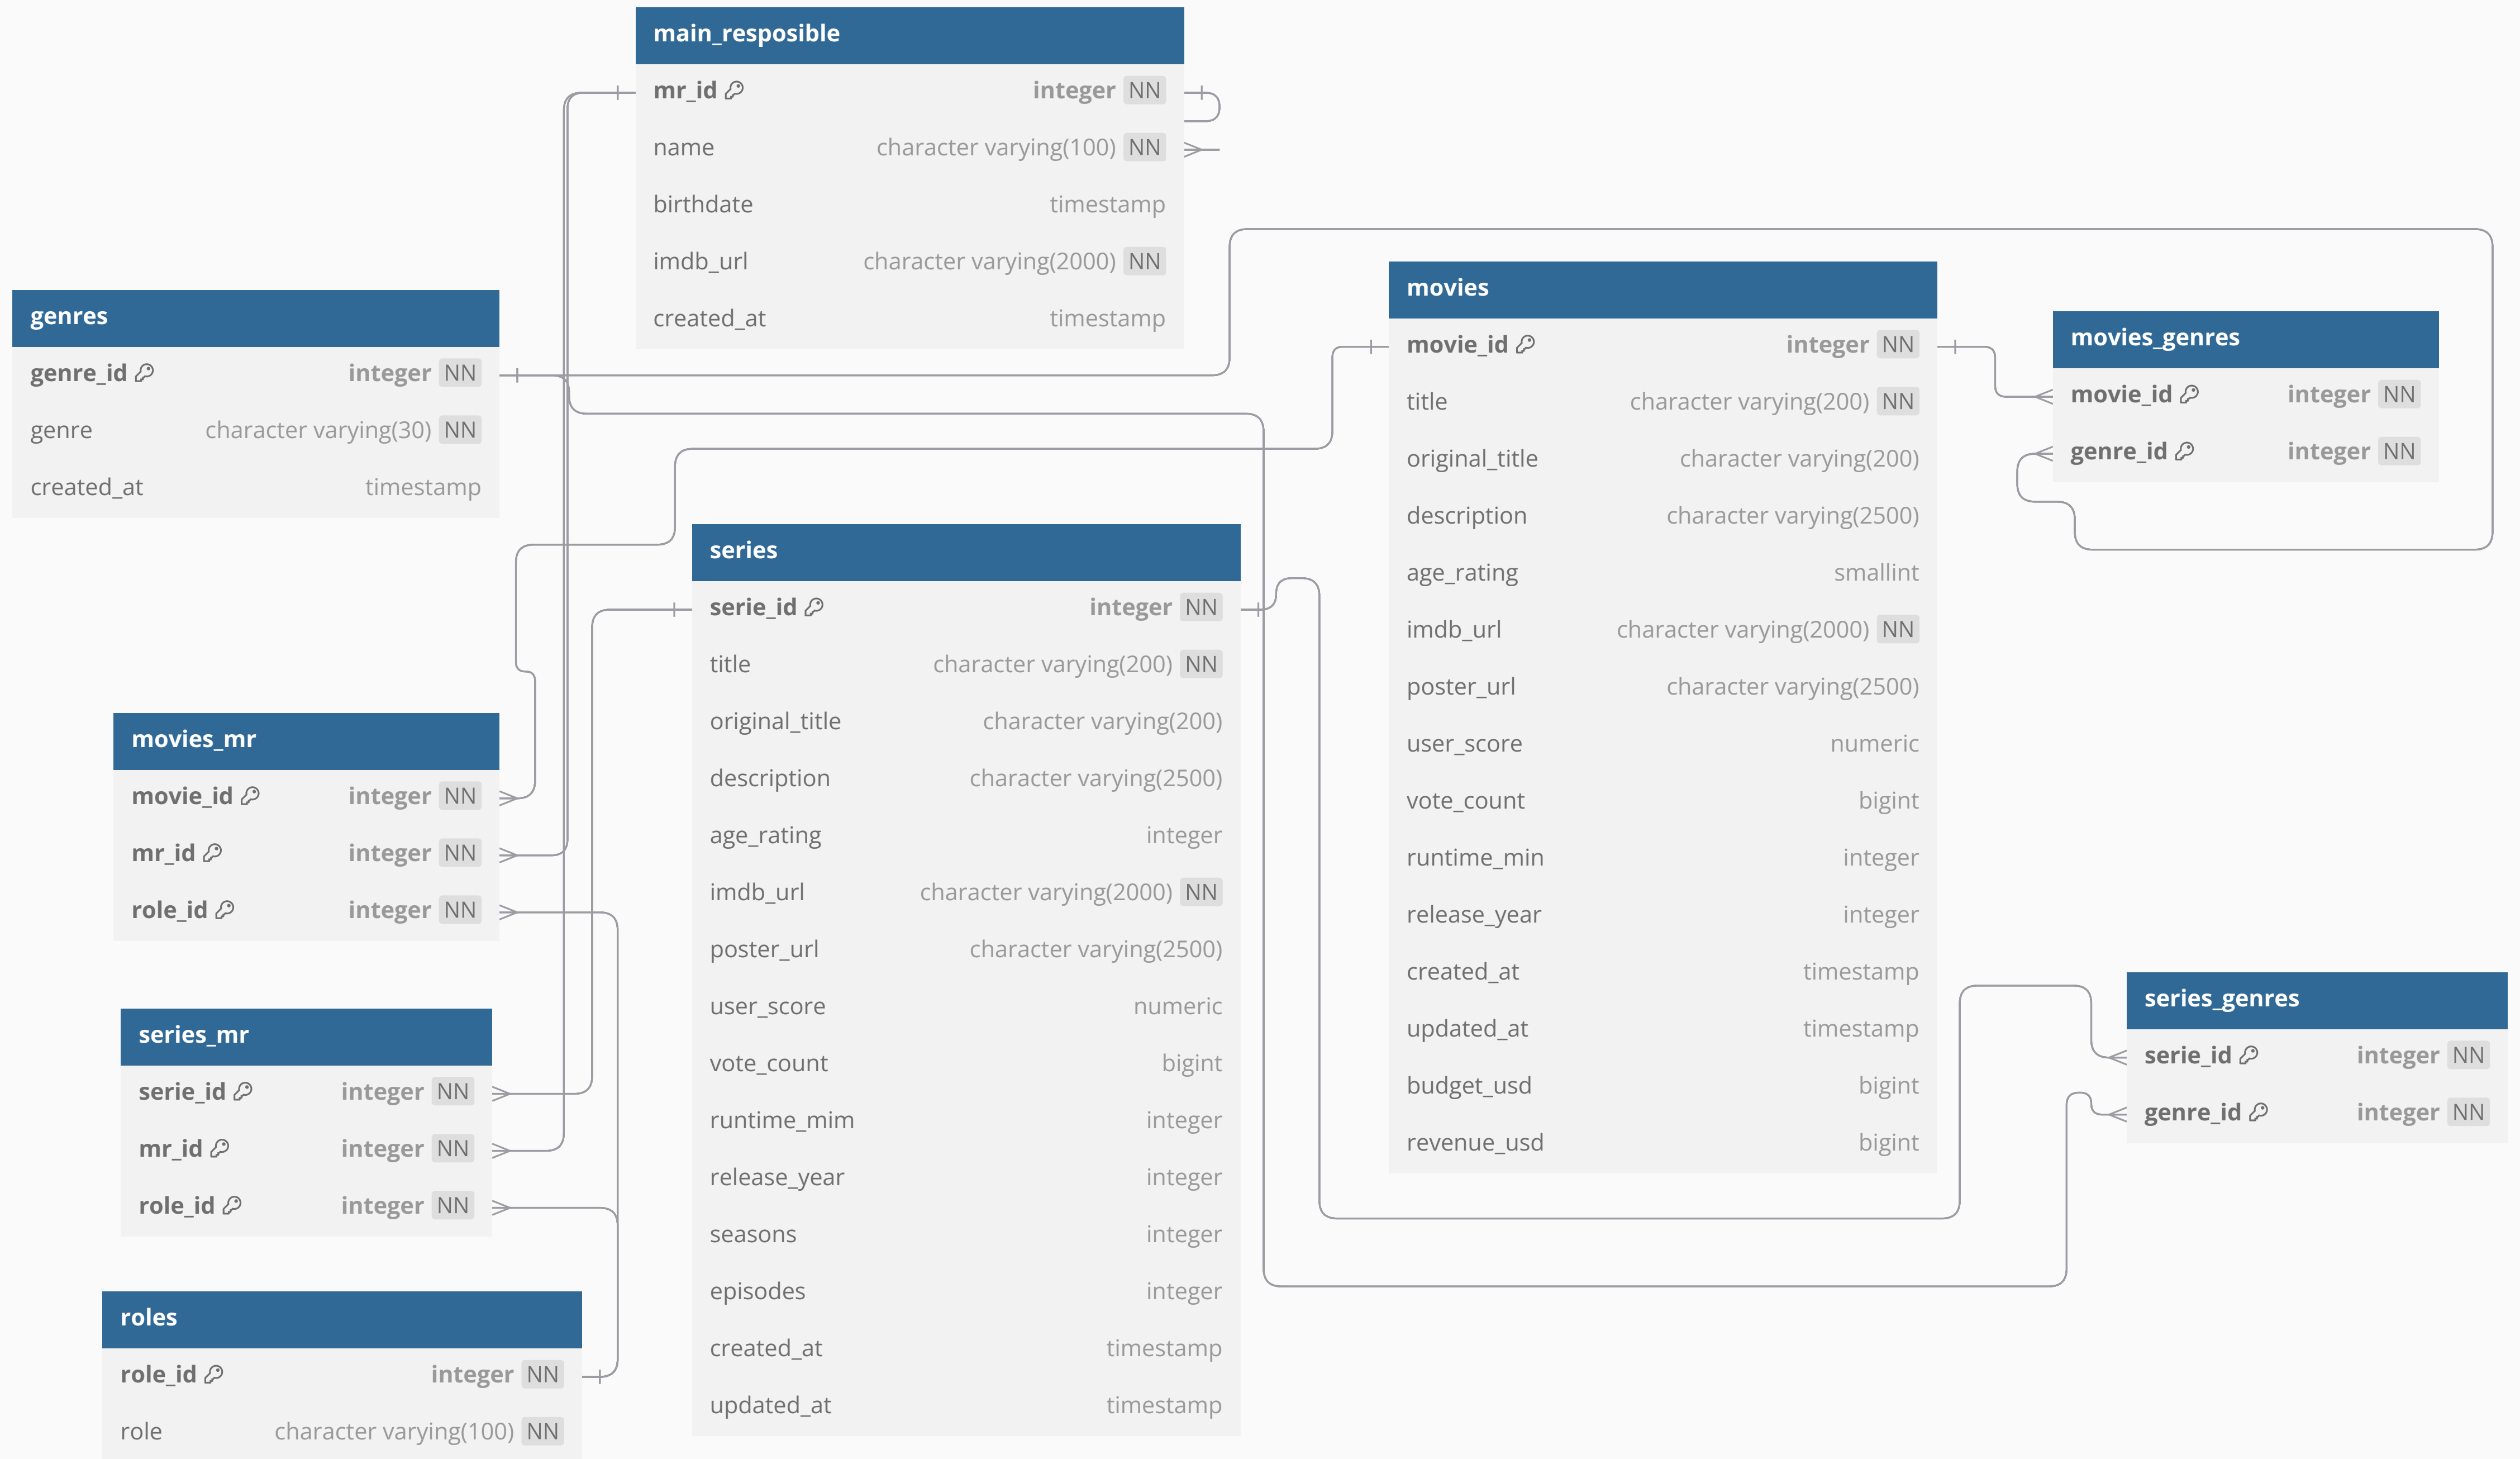 main_resposible
mr_id integer NN
name character varying(100) NN
birthdate timestamp
imdb_url character varying(2000) NN
created_at timestamp
genres
genre_id integer NN
genre character varying(30) NN
created_at timestamp
movies
movie_id integer NN
title character varying(200) NN
original_title character varying(200)
description character varying(2500)
age_rating smallint
imdb_url character varying(2000) NN
poster_url character varying(2500)
user_score numeric
vote_count bigint
runtime_min integer
release_year integer
created_at timestamp
updated_at timestamp
budget_usd bigint
revenue_usd bigint
movies_genres
movie_id integer NN
genre_id integer NN
series
serie_id integer NN
title character varying(200) NN
original_title character varying(200)
description character varying(2500)
age_rating integer
imdb_url character varying(2000) NN
poster_url character varying(2500)
user_score numeric
vote_count bigint
runtime_mim integer
release_year integer
seasons integer
episodes integer
created_at timestamp
updated_at timestamp
movies_mr
movie_id integer NN
mr_id integer NN
role_id integer NN
series_mr
serie_id integer NN
mr_id integer NN
role_id integer NN
series_genres
serie_id integer NN
genre_id integer NN
roles
role_id integer NN
role character varying(100) NN